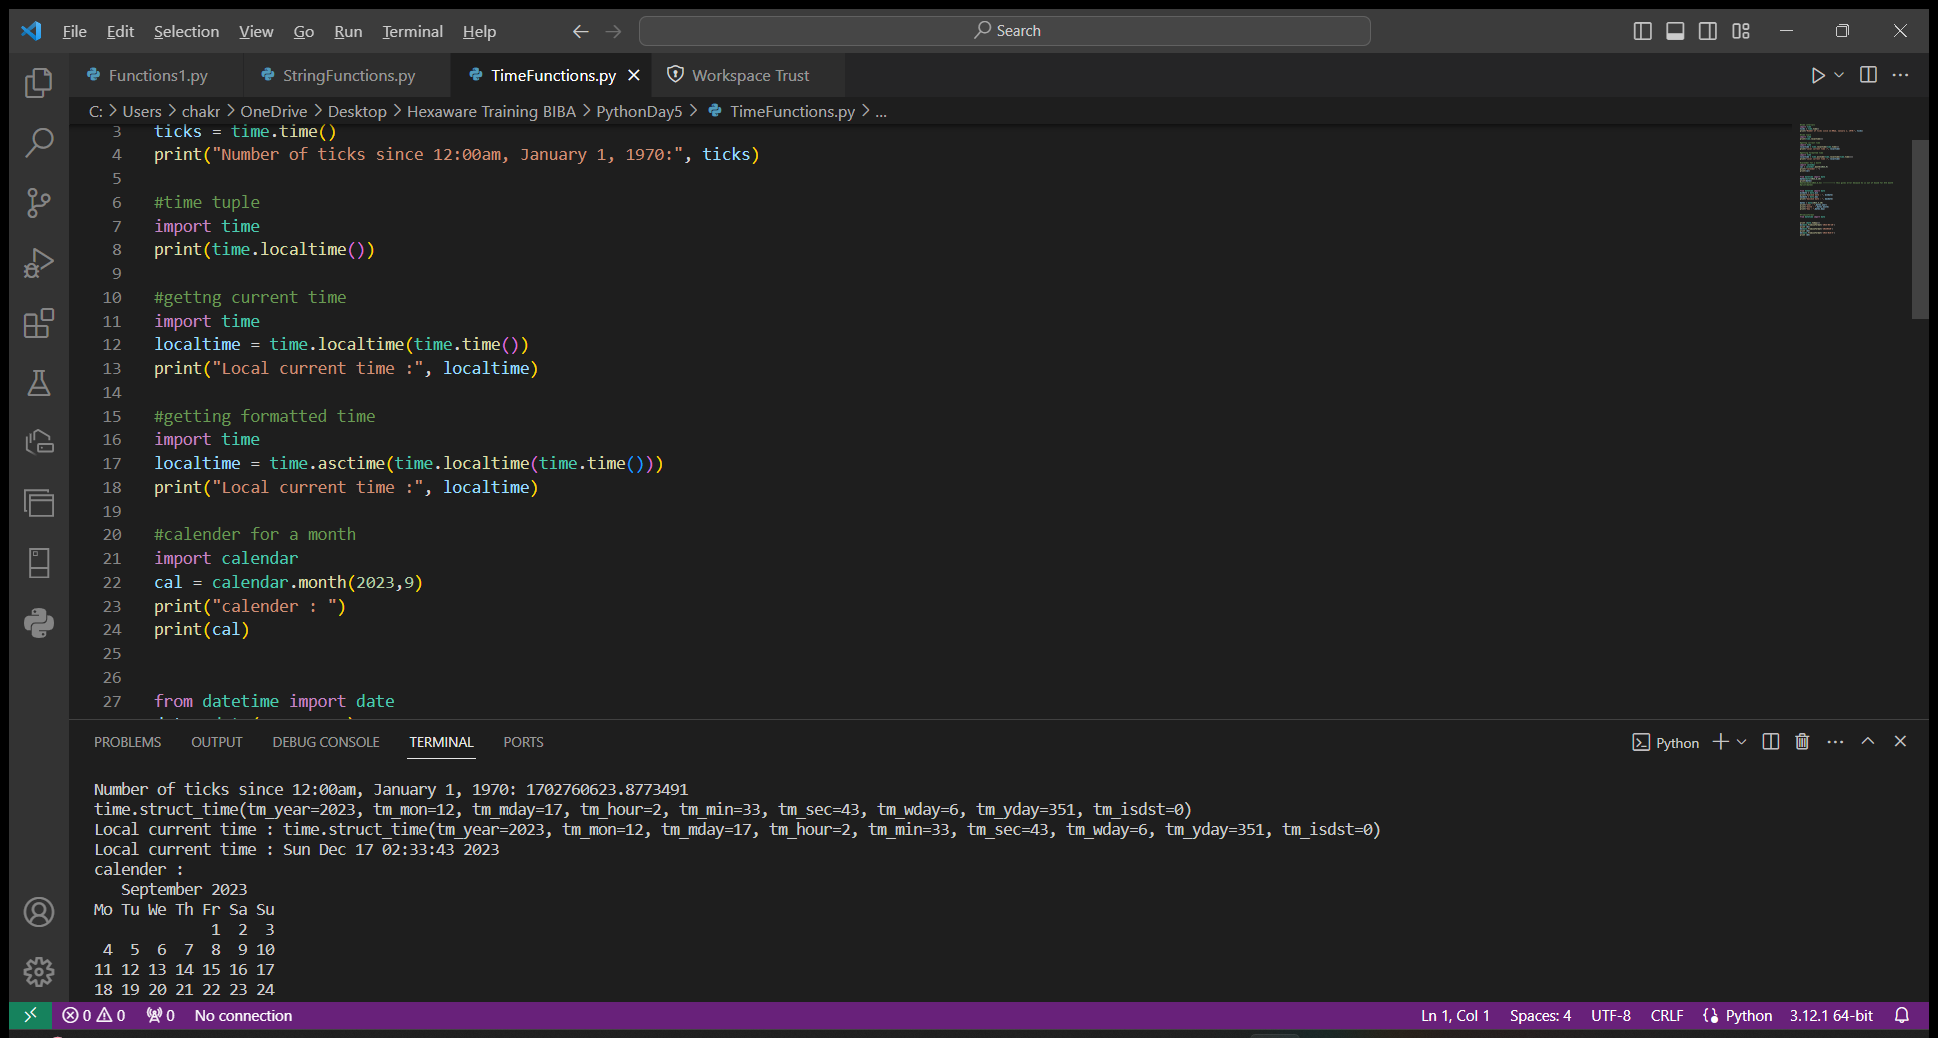 File Edit Selection View Go Run Terminal Help Search
Functions1.py StringFunctions.py TimeFunctions.py Workspace Trust
C: > Users > chakr > OneDrive > Desktop > Hexaware Training BIBA > PythonDay5 > TimeFunctions.py > ...
3 ticks = time.time()
4 print("Number of ticks since 12:00am, January 1, 1970:", ticks)
5
6 #time tuple
7 import time
8 print(time.localtime())
9
10 #gettng current time
11 import time
12 localtime = time.localtime(time.time())
13 print("Local current time :", localtime)
14
15 #getting formatted time
16 import time
17 localtime = time.asctime(time.localtime(time.time()))
18 print("Local current time :", localtime)
19
20 #calender for a month
21 import calendar
22 cal = calendar.month(2023,9)
23 print("calender : ")
24 print(cal)
25
26
27 from datetime import date
PROBLEMS OUTPUT DEBUG CONSOLE TERMINAL PORTS Python
Number of ticks since 12:00am, January 1, 1970: 1702760623.8773491
time.struct_time(tm_year=2023, tm_mon=12, tm_mday=17, tm_hour=2, tm_min=33, tm_sec=43, tm_wday=6, tm_yday=351, tm_isdst=0)
Local current time : time.struct_time(tm_year=2023, tm_mon=12, tm_mday=17, tm_hour=2, tm_min=33, tm_sec=43, tm_wday=6, tm_yday=351, tm_isdst=0)
Local current time : Sun Dec 17 02:33:43 2023
calender :
September 2023
Mo Tu We Th Fr Sa Su
1 2 3
4 5 6 7 8 9 10
11 12 13 14 15 16 17
18 19 20 21 22 23 24
0 0 0 No connection Ln 1, Col 1 Spaces: 4 UTF-8 CRLF Python 3.12.1 64-bit